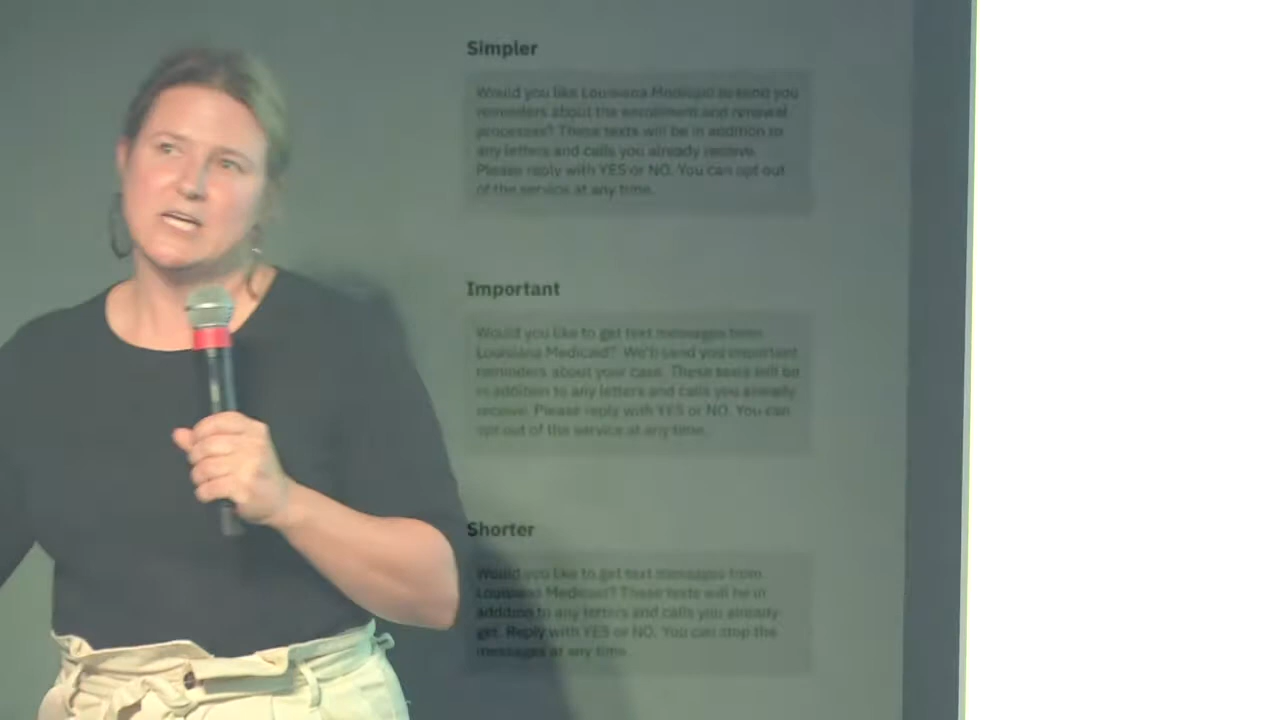 Simpler
Would you like Louisiana Medicaid to send you
reminders about the enrollment and renewal
processes? These texts will be in addition to
any letters and calls you already receive.
Please reply with YES or NO. You can opt out
of the service at any time.
Important
Would you like to get text messages from
Louisiana Medicaid? We'll send you important
reminders about your case. These texts will be
in addition to any letters and calls you already
receive. Please reply with YES or NO. You can
opt out of the service at any time.
Shorter
Would you like to get text messages from
Louisiana Medicaid? These texts will be in
addition to any letters and calls you already
get. Reply with YES or NO. You can stop the
messages at any time.